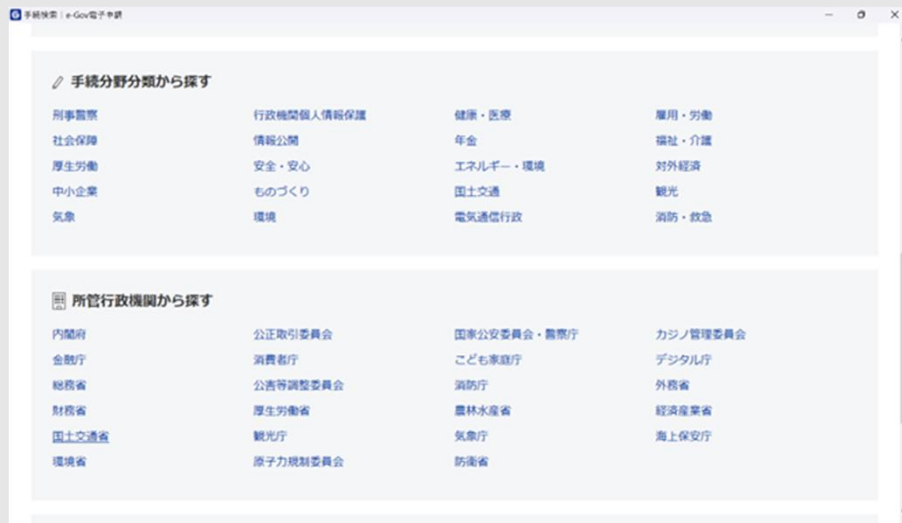 手続検索｜e-Gov電子申請
手続分野分類から探す
刑事警察 行政機関個人情報保護 健康・医療 雇用・労働
社会保障 情報公開 年金 福祉・介護
厚生労働 安全・安心 エネルギー・環境 対外経済
中小企業 ものづくり 国土交通 観光
気象 環境 電気通信行政 消防・救急
所管行政機関から探す
内閣府 公正取引委員会 国家公安委員会・警察庁 カジノ管理委員会
金融庁 消費者庁 こども家庭庁 デジタル庁
総務省 公害等調整委員会 消防庁 外務省
財務省 厚生労働省 農林水産省 経済産業省
国土交通省 観光庁 気象庁 海上保安庁
環境省 原子力規制委員会 防衛省